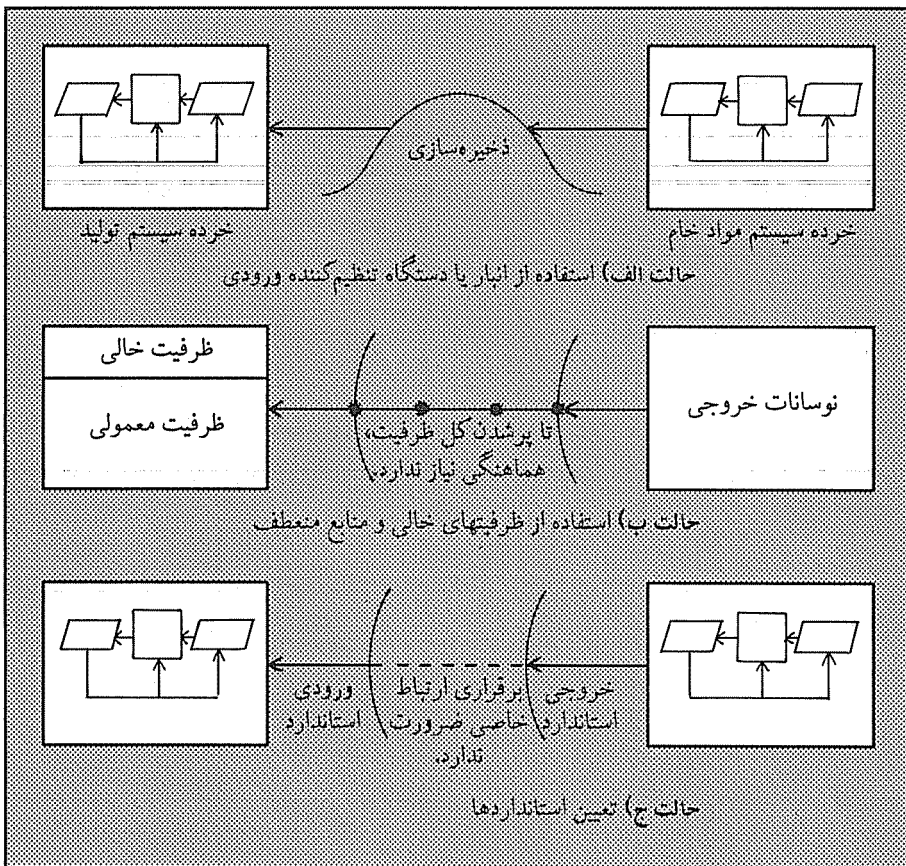 ذخیره‌سازی
خرده سیستم مواد خام
خرده سیستم تولید
حالت الف) استفاده از انبار یا دستگاه تنظیم‌کننده ورودی
نوسانات خروجی
تا پرشدن کل ظرفیت،
هماهنگی نیاز ندارد.
ظرفیت خالی
ظرفیت معمولی
حالت ب) استفاده از ظرفیتهای خالی و منابع منعطف
خروجی
استاندارد
برقراری ارتباط
خاصی ضرورت
ندارد.
ورودی
استاندارد
حالت ج) تعیین استانداردها